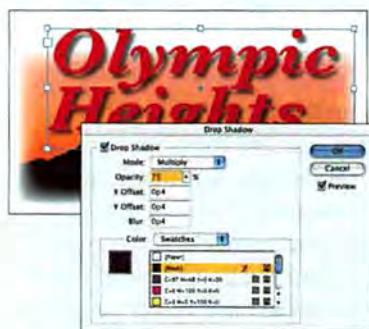 Olympic
Heights
Drop Shadow
Drop Shadow
Mode: Multiply
Opacity: 75 %
X Offset: 0p4
Y Offset: 0p4
Blur: 0p4
Color: Swatches
OK
Cancel
Preview
[Paper]
[Black]